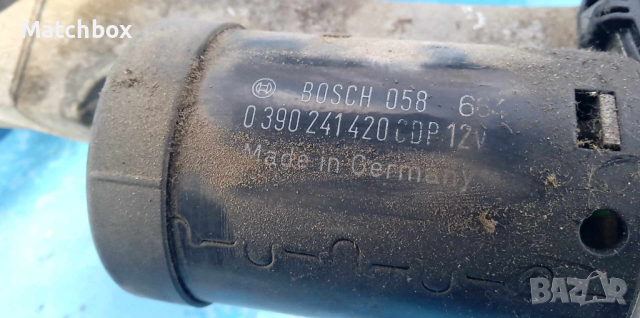 Matchbox
BOSCH 058
0 390 241 420 CDP 12V
Made in Germany
BAZAR